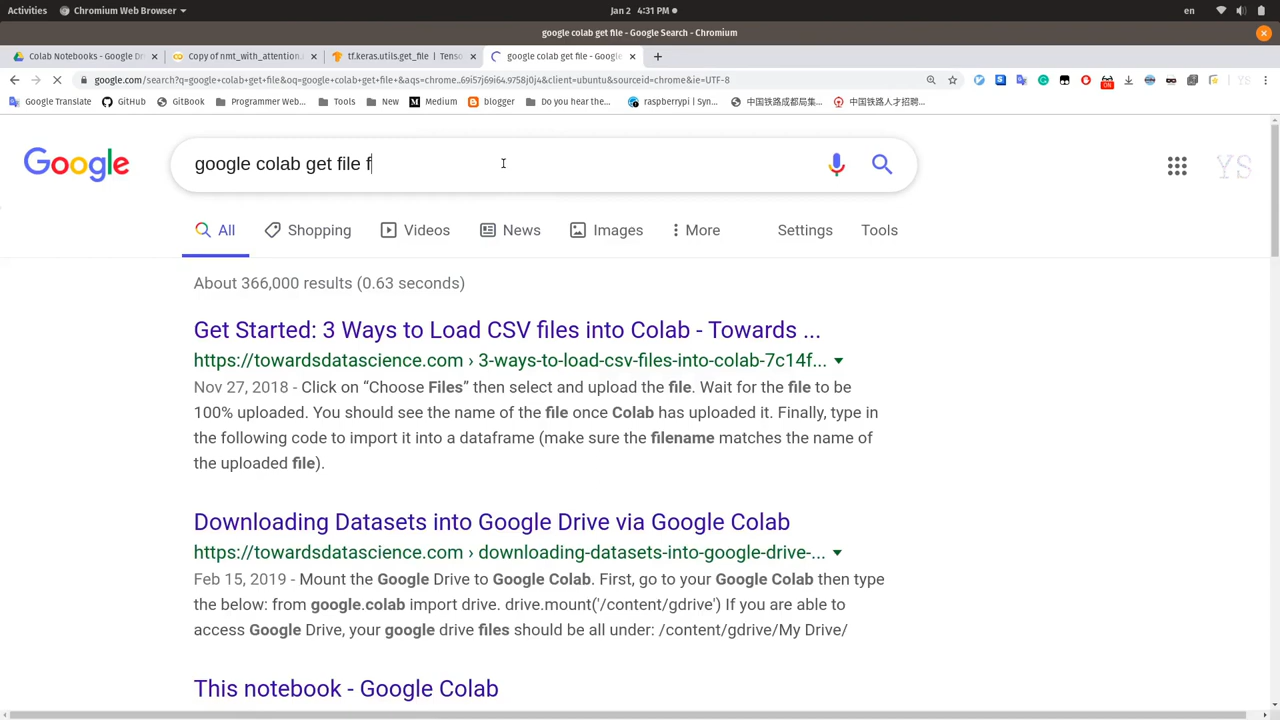 Activities Chromium Web Browser Jan 2 4:31 PM en
google colab get file - Google Search - Chromium
Colab Notebooks - Google Dr Copy of nmt_with_attention. tf.keras.utils.get_file | Tenso google colab get file - Google
google.com/search?q=google+colab+get+file&oq=google+colab+get+file+&aqs=chrome..69i57j69i64.9758j0j4&client=ubuntu&sourceid=chrome&ie=UTF-8
Google Translate GitHub GitBook Programmer Web... Tools New Medium blogger Do you hear the... raspberrypi | Syn... 中国铁路成都局集... 中国铁路人才招聘...
Google google colab get file f YS
All Shopping Videos News Images More Settings Tools
About 366,000 results (0.63 seconds)
Get Started: 3 Ways to Load CSV files into Colab - Towards ...
https://towardsdatascience.com › 3-ways-to-load-csv-files-into-colab-7c14f...
Nov 27, 2018 - Click on “Choose Files” then select and upload the file. Wait for the file to be
100% uploaded. You should see the name of the file once Colab has uploaded it. Finally, type in
the following code to import it into a dataframe (make sure the filename matches the name of
the uploaded file).
Downloading Datasets into Google Drive via Google Colab
https://towardsdatascience.com › downloading-datasets-into-google-drive-...
Feb 15, 2019 - Mount the Google Drive to Google Colab. First, go to your Google Colab then type
the below: from google.colab import drive. drive.mount('/content/gdrive') If you are able to
access Google Drive, your google drive files should be all under: /content/gdrive/My Drive/
This notebook - Google Colab